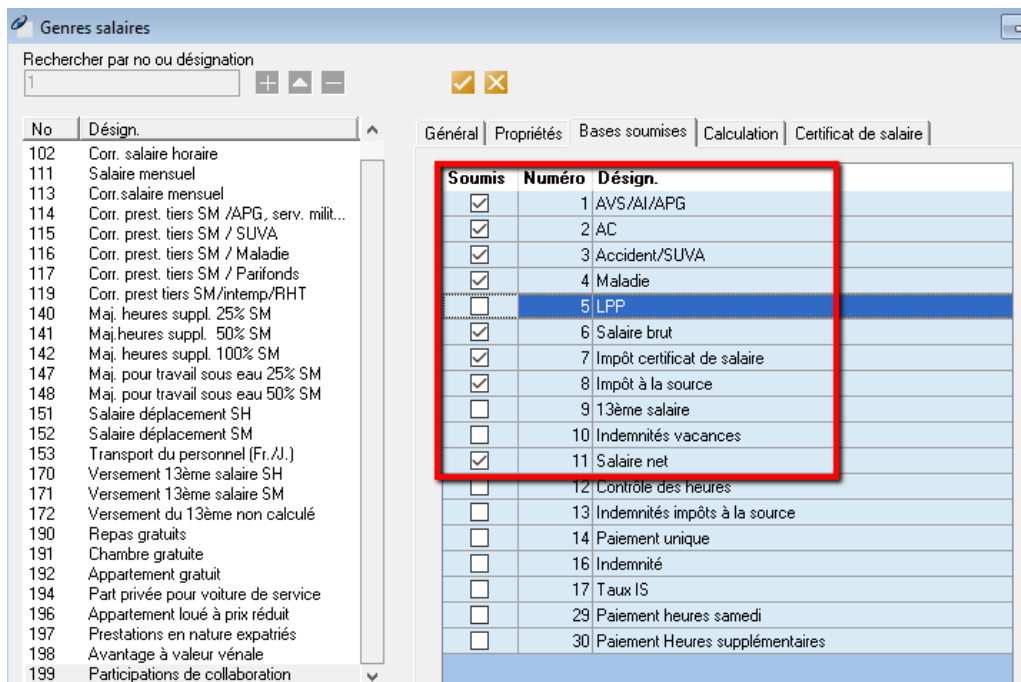 Genres salaires
Rechercher par no ou désignation
1
No Désign.
102 Corr. salaire horaire
111 Salaire mensuel
113 Corr.salaire mensuel
114 Corr. prest. tiers SM /APG, serv. milit...
115 Corr. prest. tiers SM / SUVA
116 Corr. prest. tiers SM / Maladie
117 Corr. prest. tiers SM / Parifonds
119 Corr. prest tiers SM/intemp/RHT
140 Maj. heures suppl. 25% SM
141 Maj.heures suppl. 50% SM
142 Maj. heures suppl. 100% SM
147 Maj. pour travail sous eau 25% SM
148 Maj. pour travail sous eau 50% SM
151 Salaire déplacement SH
152 Salaire déplacement SM
153 Transport du personnel (Fr./J.)
170 Versement 13ème salaire SH
171 Versement 13ème salaire SM
172 Versement du 13ème non calculé
190 Repas gratuits
191 Chambre gratuite
192 Appartement gratuit
194 Part privée pour voiture de service
196 Appartement loué à prix réduit
197 Prestations en nature expatriés
198 Avantage à valeur vénale
199 Participations de collaboration
Général Propriétés Bases soumises Calculation Certificat de salaire
Soumis Numéro Désign.
1 AVS/AI/APG
2 AC
3 Accident/SUVA
4 Maladie
5 LPP
6 Salaire brut
7 Impôt certificat de salaire
8 Impôt à la source
9 13ème salaire
10 Indemnités vacances
11 Salaire net
12 Contrôle des heures
13 Indemnités impôts à la source
14 Paiement unique
16 Indemnité
17 Taux IS
29 Paiement heures samedi
30 Paiement Heures supplémentaires